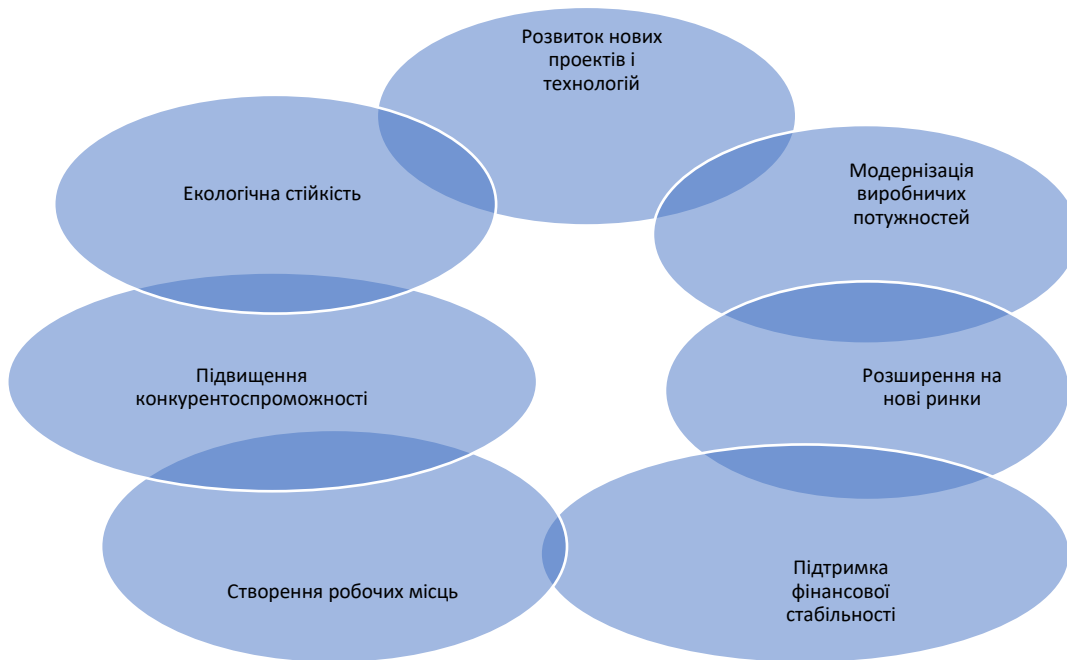 Розвиток нових
проектів і
технологій
Модернізація
виробничих
потужностей
Розширення на
нові ринки
Підтримка
фінансової
стабільності
Створення робочих місць
Підвищення
конкурентоспроможності
Екологічна стійкість